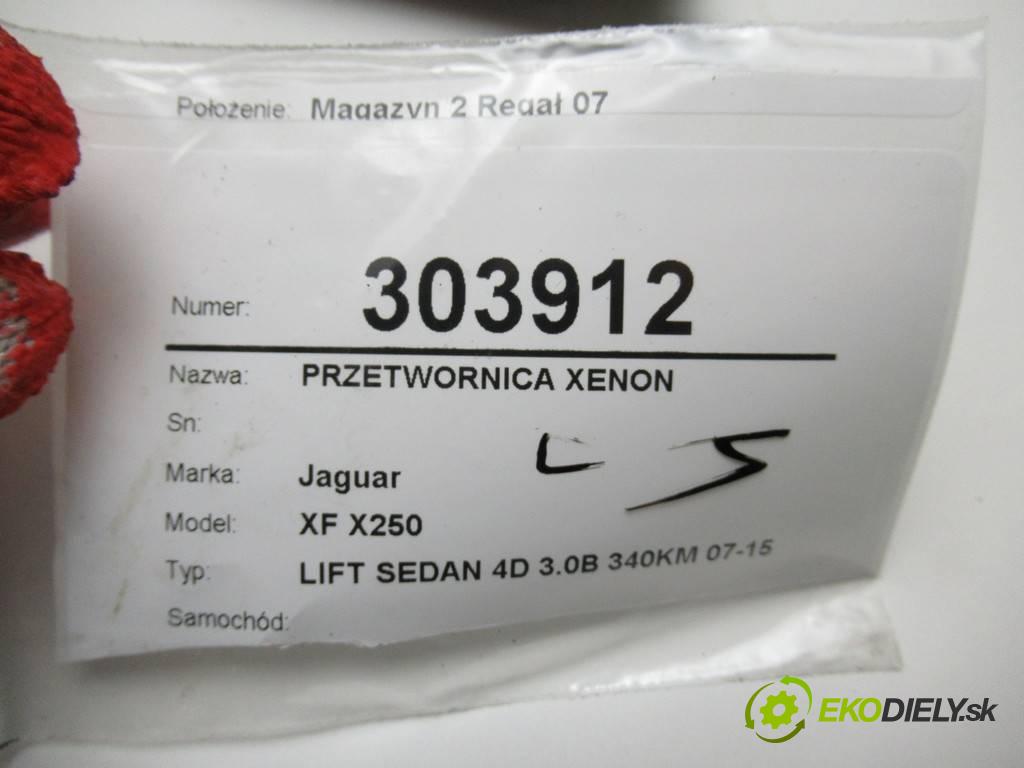 Położenie: Magazyn 2 Regał 07
Numer: 303912
Nazwa: PRZETWORNICA XENON
Sn:
Marka: Jaguar
Model: XF X250
Typ: LIFT SEDAN 4D 3.0B 340KM 07-15
Samochód:
EKODIELY.sk